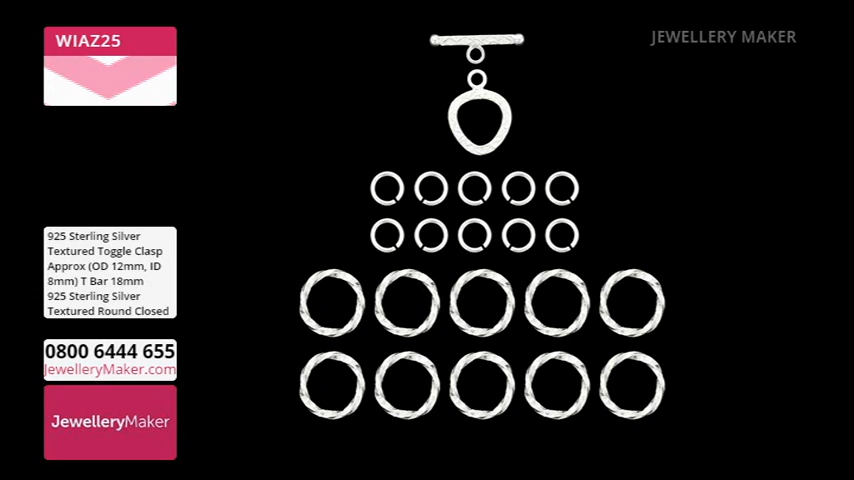 WIAZ25
JEWELLERY MAKER
925 Sterling Silver
Textured Toggle Clasp
Approx (OD 12mm, ID
8mm) T Bar 18mm
925 Sterling Silver
Textured Round Closed
0800 6444 655
JewelleryMaker.com
JewelleryMaker